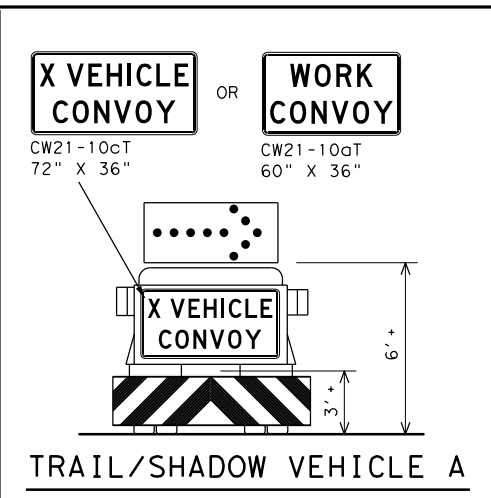 X VEHICLE
CONVOY
OR
WORK
CONVOY
CW21-10cT
72" X 36"
CW21-10aT
60" X 36"
X VEHICLE
CONVOY
6' +
3' +
TRAIL/SHADOW VEHICLE A